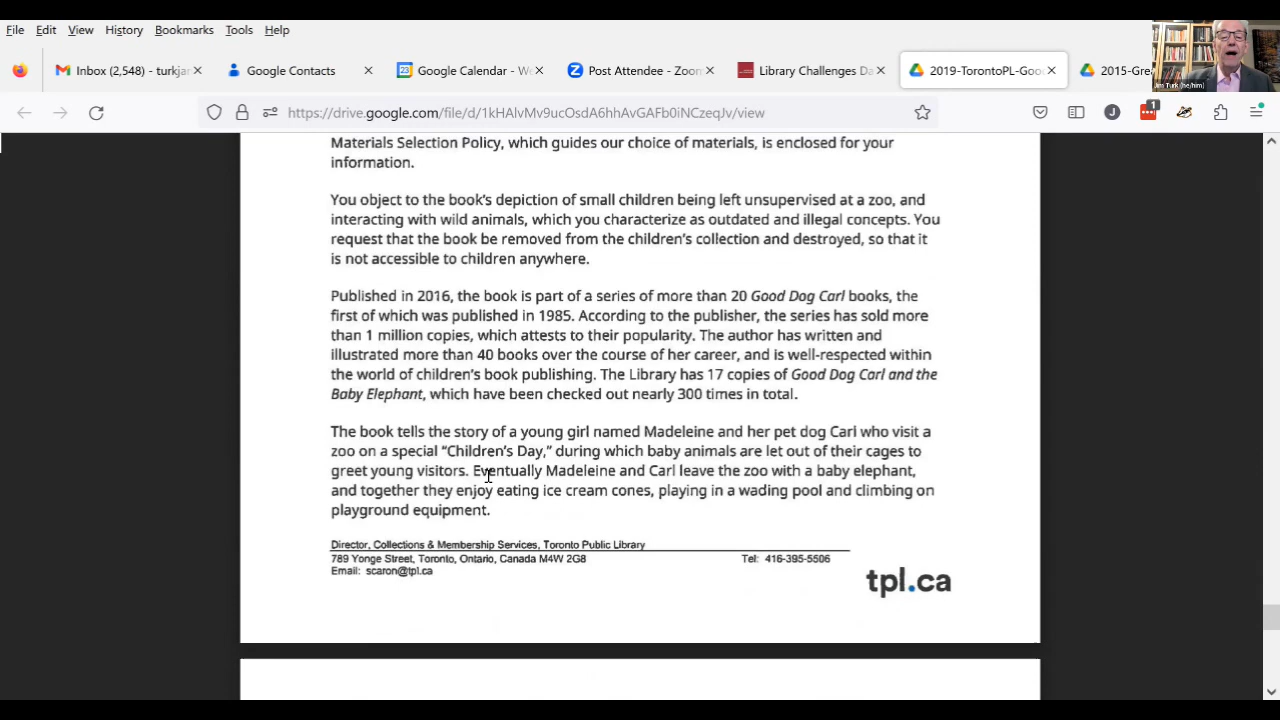 File Edit View History Bookmarks Tools Help
Inbox (2,548) - turkja
Google Contacts
23 Google Calendar - We
Post Attendee - Zoom
Library Challenges Da
2019-TorontoPL-Good
2015-Grea
https://drive.google.com/file/d/1kHAlvMv9ucOsdA6hhAvGAFb0iNCzeqJv/view
J
1
Jim Turk (he/him)
Materials Selection Policy, which guides our choice of materials, is enclosed for your
information.
You object to the book's depiction of small children being left unsupervised at a zoo, and
interacting with wild animals, which you characterize as outdated and illegal concepts. You
request that the book be removed from the children's collection and destroyed, so that it
is not accessible to children anywhere.
Published in 2016, the book is part of a series of more than 20 Good Dog Carl books, the
first of which was published in 1985. According to the publisher, the series has sold more
than 1 million copies, which attests to their popularity. The author has written and
illustrated more than 40 books over the course of her career, and is well-respected within
the world of children's book publishing. The Library has 17 copies of Good Dog Carl and the
Baby Elephant, which have been checked out nearly 300 times in total.
The book tells the story of a young girl named Madeleine and her pet dog Carl who visit a
zoo on a special “Children's Day,” during which baby animals are let out of their cages to
greet young visitors. Eventually Madeleine and Carl leave the zoo with a baby elephant,
and together they enjoy eating ice cream cones, playing in a wading pool and climbing on
playground equipment.
Director, Collections & Membership Services, Toronto Public Library
789 Yonge Street, Toronto, Ontario, Canada M4W 2G8 Tel: 416-395-5506
Email: scaron@tpl.ca
tpl.ca